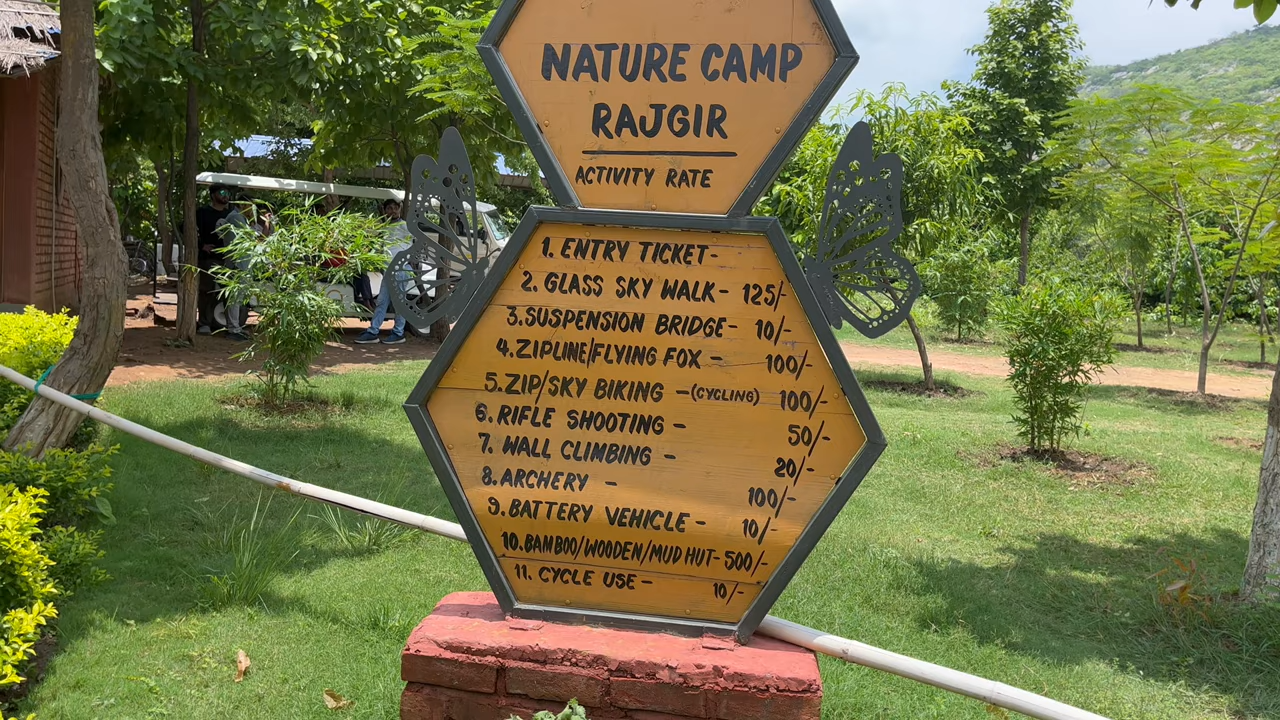 NATURE CAMP
RAJGIR
ACTIVITY RATE
1. ENTRY TICKET-
2. GLASS SKY WALK- 125/-
3. SUSPENSION BRIDGE- 10/-
4. ZIPLINE/FLYING FOX - 100/-
5. ZIP/SKY BIKING -(CYCLING) 100/-
6. RIFLE SHOOTING - 50/-
7. WALL CLIMBING - 20/-
8. ARCHERY - 100/-
9. BATTERY VEHICLE- 10/-
10. BAMBOO/WOODEN/MUD HUT- 500/-
11. CYCLE USE- 10/-